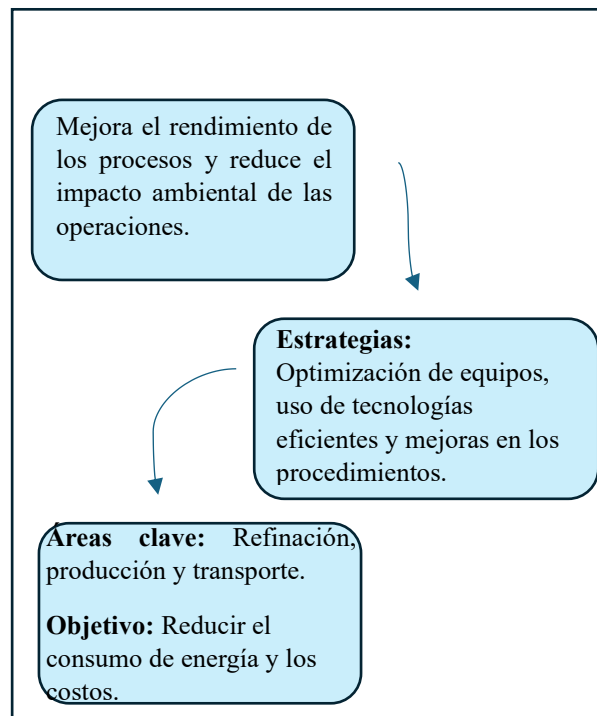 Mejora el rendimiento de
los procesos y reduce el
impacto ambiental de las
operaciones.
Estrategias:
Optimización de equipos,
uso de tecnologías
eficientes y mejoras en los
procedimientos.
Áreas clave: Refinación,
producción y transporte.
Objetivo: Reducir el
consumo de energía y los
costos.